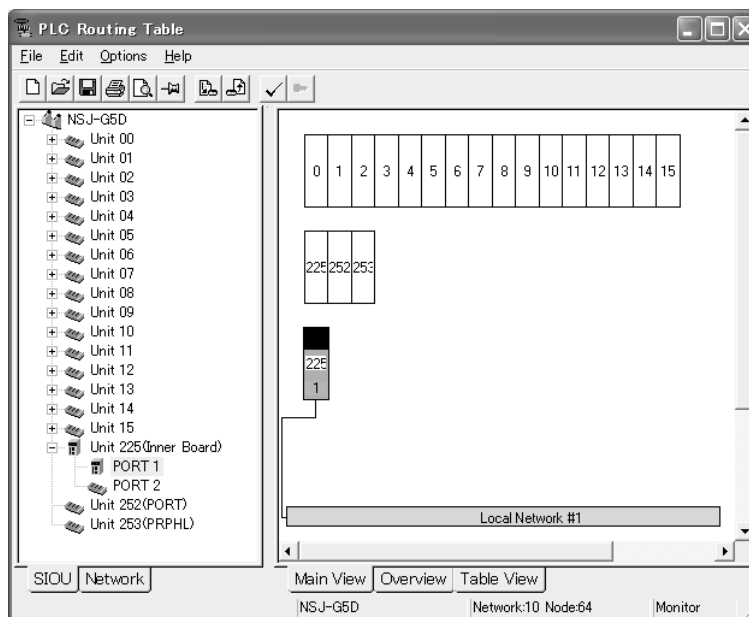 PLC Routing Table
File Edit Options Help
NSJ-G5D
Unit 00
Unit 01
Unit 02
Unit 03
Unit 04
Unit 05
Unit 06
Unit 07
Unit 08
Unit 09
Unit 10
Unit 11
Unit 12
Unit 13
Unit 14
Unit 15
Unit 225(Inner Board)
PORT 1
PORT 2
Unit 252(PORT)
Unit 253(PRPHL)
SIOU Network
0 1 2 3 4 5 6 7 8 9 10 11 12 13 14 15
225 252 253
225
1
Local Network #1
Main View Overview Table View
NSJ-G5D Network:10 Node:64 Monitor